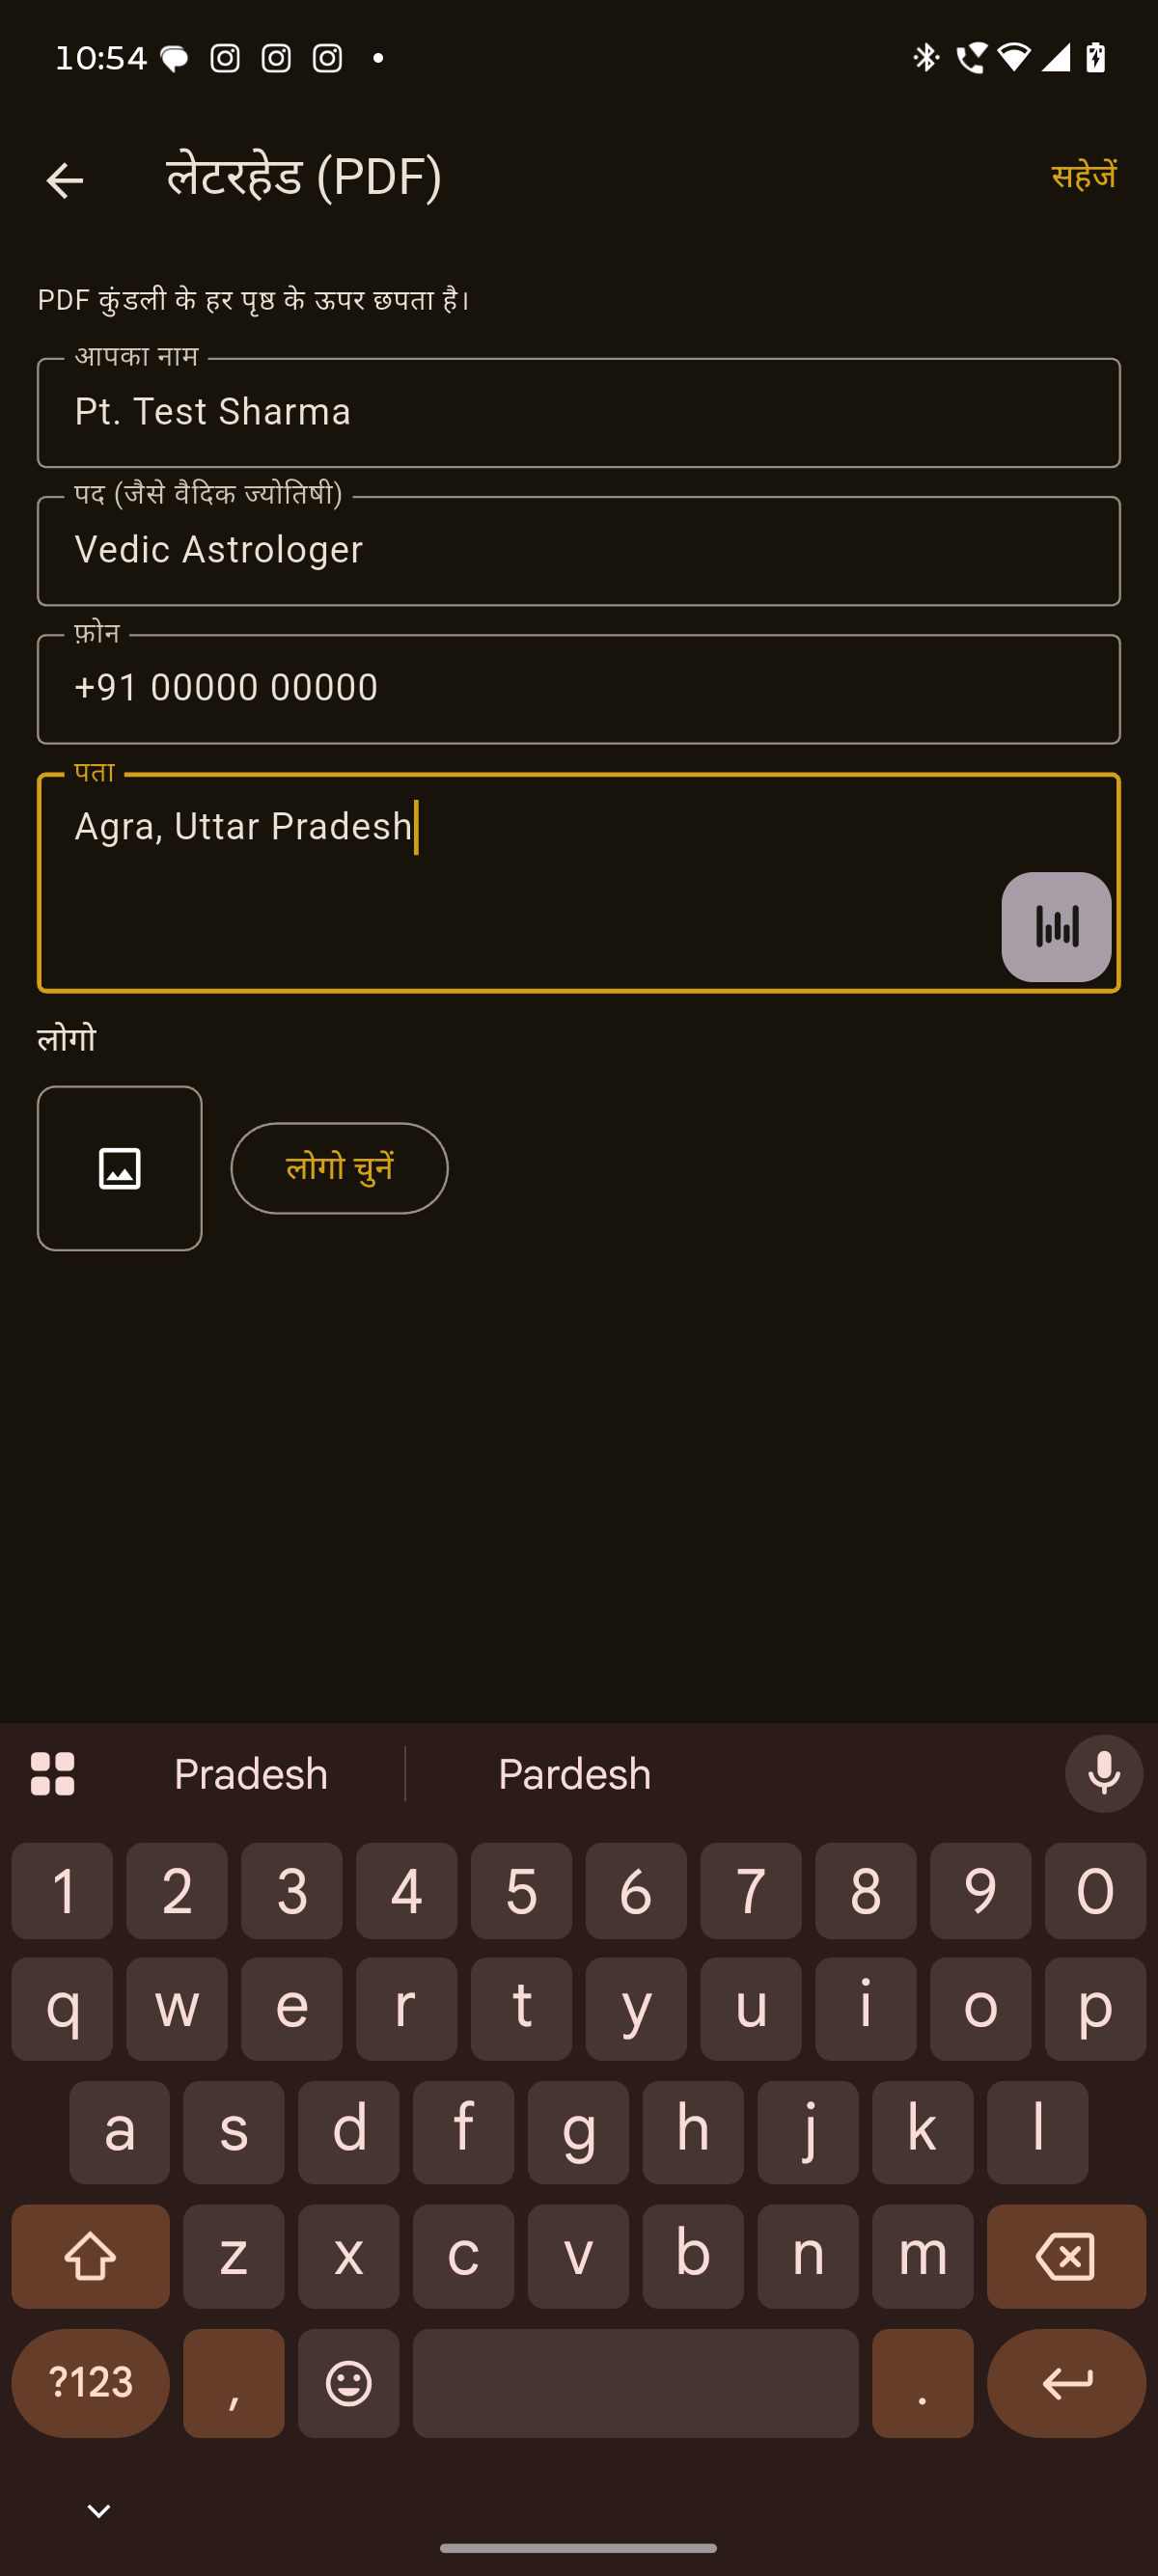 10:54
लेटरहेड (PDF)
सहेजें
PDF कुंडली के हर पृष्ठ के ऊपर छपता है।
आपका नाम
Pt. Test Sharma
पद (जैसे वैदिक ज्योतिषी)
Vedic Astrologer
फ़ोन
+91 00000 00000
पता
Agra, Uttar Pradesh
लोगो
लोगो चुनें
Pradesh Pardesh
1 2 3 4 5 6 7 8 9 0
q w e r t y u i o p
a s d f g h j k l
z x c v b n m
?123 , .